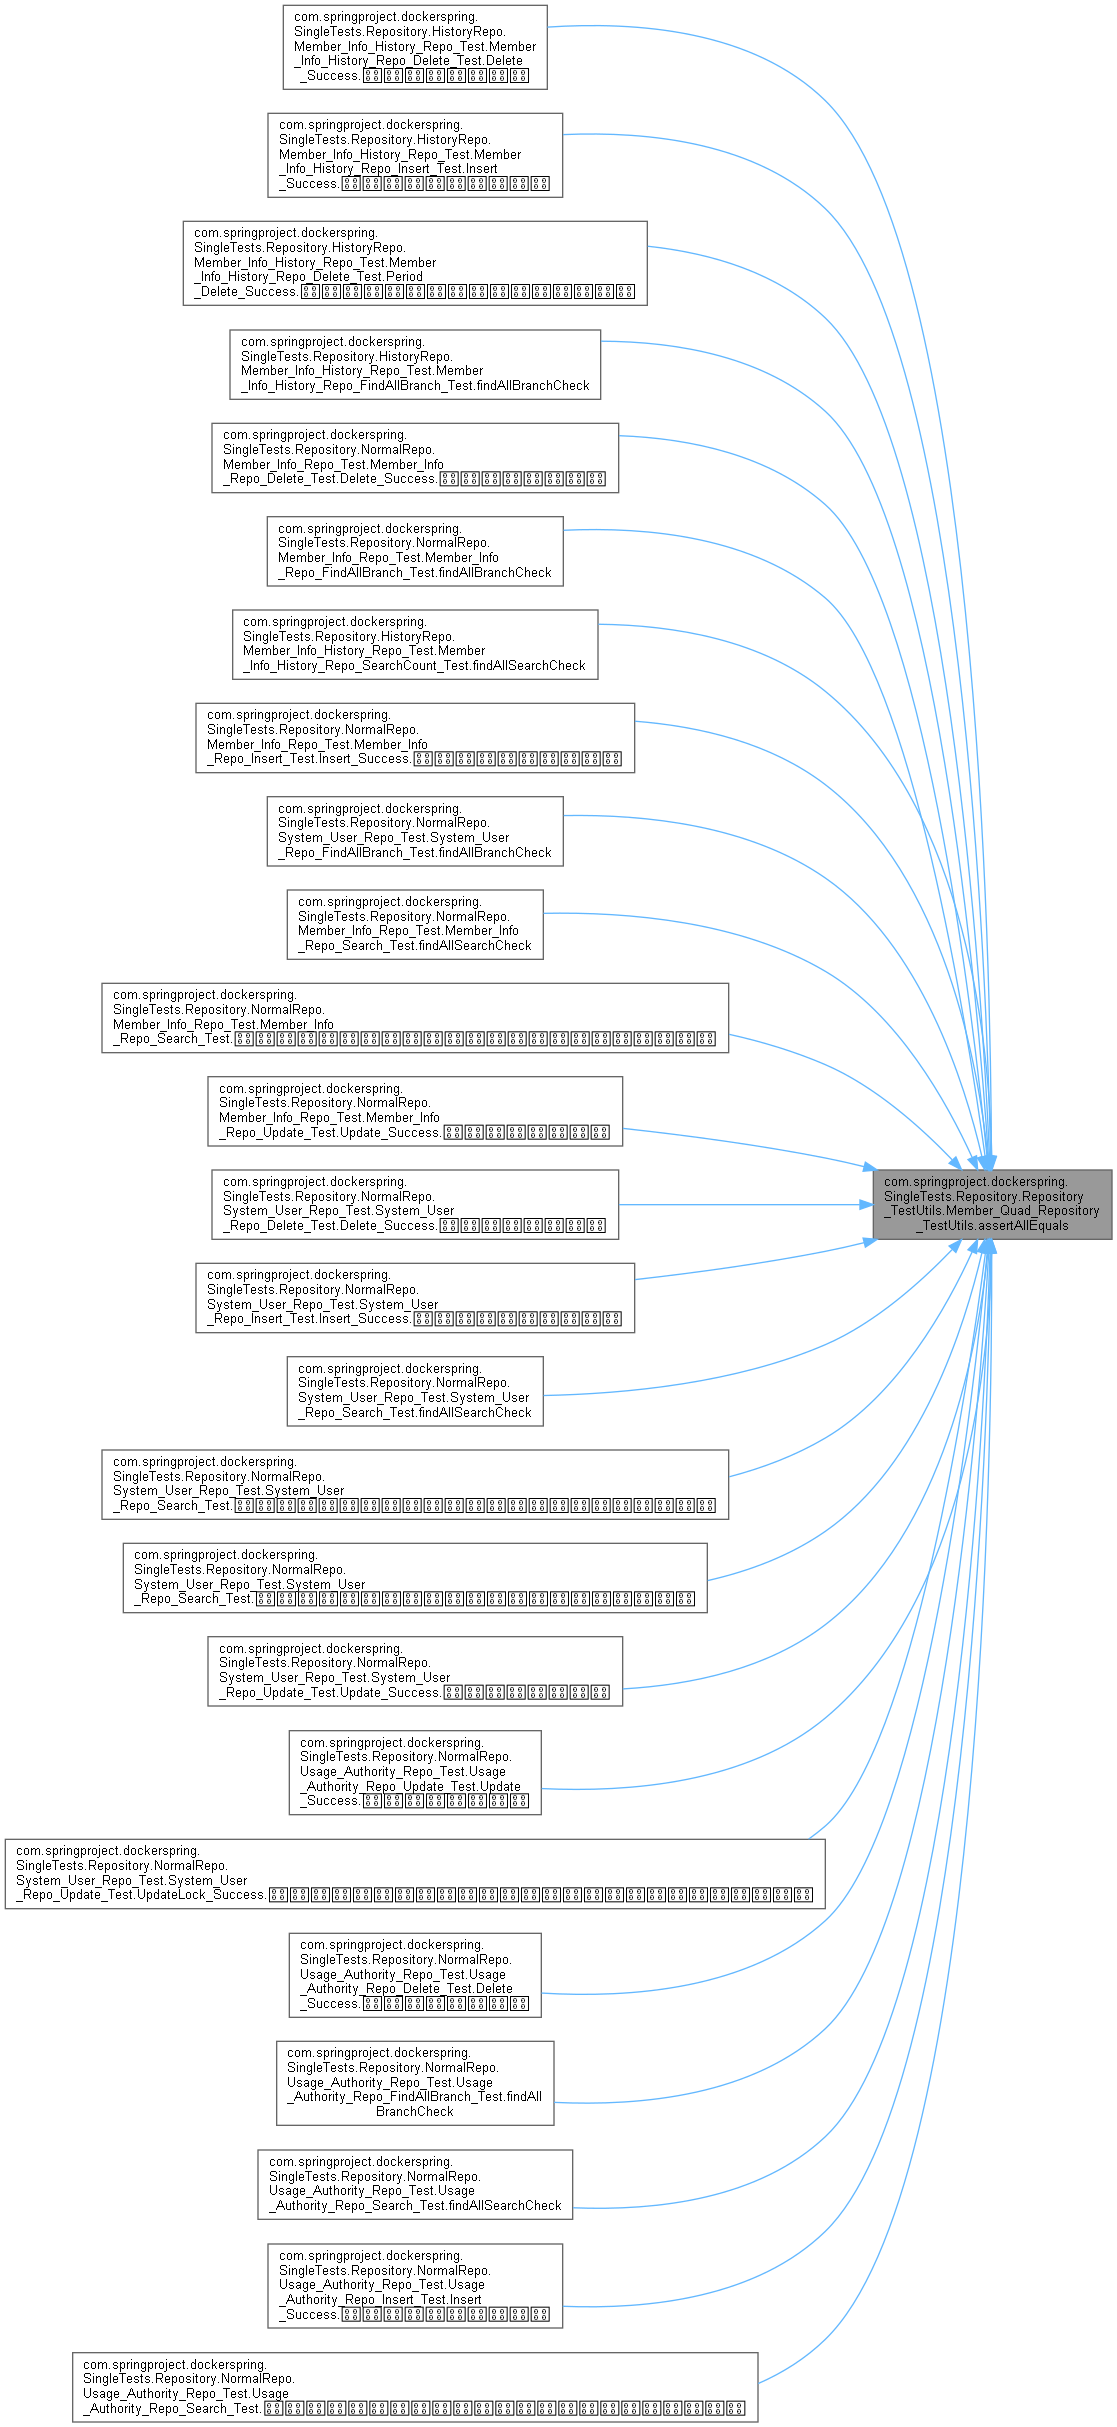 com.springproject.dockerspring.
SingleTests.Repository.HistoryRepo.
Member_Info_History_Repo_Test.Member
_Info_History_Repo_Delete_Test.Delete
_Success.
com.springproject.dockerspring.
SingleTests.Repository.HistoryRepo.
Member_Info_History_Repo_Test.Member
_Info_History_Repo_Insert_Test.Insert
_Success.
com.springproject.dockerspring.
SingleTests.Repository.HistoryRepo.
Member_Info_History_Repo_Test.Member
_Info_History_Repo_Delete_Test.Period
_Delete_Success.
com.springproject.dockerspring.
SingleTests.Repository.HistoryRepo.
Member_Info_History_Repo_Test.Member
_Info_History_Repo_FindAllBranch_Test.findAllBranchCheck
com.springproject.dockerspring.
SingleTests.Repository.NormalRepo.
Member_Info_Repo_Test.Member_Info
_Repo_Delete_Test.Delete_Success.
com.springproject.dockerspring.
SingleTests.Repository.NormalRepo.
Member_Info_Repo_Test.Member_Info
_Repo_FindAllBranch_Test.findAllBranchCheck
com.springproject.dockerspring.
SingleTests.Repository.HistoryRepo.
Member_Info_History_Repo_Test.Member
_Info_History_Repo_SearchCount_Test.findAllSearchCheck
com.springproject.dockerspring.
SingleTests.Repository.NormalRepo.
Member_Info_Repo_Test.Member_Info
_Repo_Insert_Test.Insert_Success.
com.springproject.dockerspring.
SingleTests.Repository.NormalRepo.
System_User_Repo_Test.System_User
_Repo_FindAllBranch_Test.findAllBranchCheck
com.springproject.dockerspring.
SingleTests.Repository.NormalRepo.
Member_Info_Repo_Test.Member_Info
_Repo_Search_Test.findAllSearchCheck
com.springproject.dockerspring.
SingleTests.Repository.NormalRepo.
Member_Info_Repo_Test.Member_Info
_Repo_Search_Test.
com.springproject.dockerspring.
SingleTests.Repository.NormalRepo.
Member_Info_Repo_Test.Member_Info
_Repo_Update_Test.Update_Success.
com.springproject.dockerspring.
SingleTests.Repository.NormalRepo.
System_User_Repo_Test.System_User
_Repo_Delete_Test.Delete_Success.
com.springproject.dockerspring.
SingleTests.Repository.Repository
_TestUtils.Member_Quad_Repository
_TestUtils.assertAllEquals
com.springproject.dockerspring.
SingleTests.Repository.NormalRepo.
System_User_Repo_Test.System_User
_Repo_Insert_Test.Insert_Success.
com.springproject.dockerspring.
SingleTests.Repository.NormalRepo.
System_User_Repo_Test.System_User
_Repo_Search_Test.findAllSearchCheck
com.springproject.dockerspring.
SingleTests.Repository.NormalRepo.
System_User_Repo_Test.System_User
_Repo_Search_Test.
com.springproject.dockerspring.
SingleTests.Repository.NormalRepo.
System_User_Repo_Test.System_User
_Repo_Search_Test.
com.springproject.dockerspring.
SingleTests.Repository.NormalRepo.
System_User_Repo_Test.System_User
_Repo_Update_Test.Update_Success.
com.springproject.dockerspring.
SingleTests.Repository.NormalRepo.
Usage_Authority_Repo_Test.Usage
_Authority_Repo_Update_Test.Update
_Success.
com.springproject.dockerspring.
SingleTests.Repository.NormalRepo.
System_User_Repo_Test.System_User
_Repo_Update_Test.UpdateLock_Success.
com.springproject.dockerspring.
SingleTests.Repository.NormalRepo.
Usage_Authority_Repo_Test.Usage
_Authority_Repo_Delete_Test.Delete
_Success.
com.springproject.dockerspring.
SingleTests.Repository.NormalRepo.
Usage_Authority_Repo_Test.Usage
_Authority_Repo_FindAllBranch_Test.findAll
BranchCheck
com.springproject.dockerspring.
SingleTests.Repository.NormalRepo.
Usage_Authority_Repo_Test.Usage
_Authority_Repo_Search_Test.findAllSearchCheck
com.springproject.dockerspring.
SingleTests.Repository.NormalRepo.
Usage_Authority_Repo_Test.Usage
_Authority_Repo_Insert_Test.Insert
_Success.
com.springproject.dockerspring.
SingleTests.Repository.NormalRepo.
Usage_Authority_Repo_Test.Usage
_Authority_Repo_Search_Test.